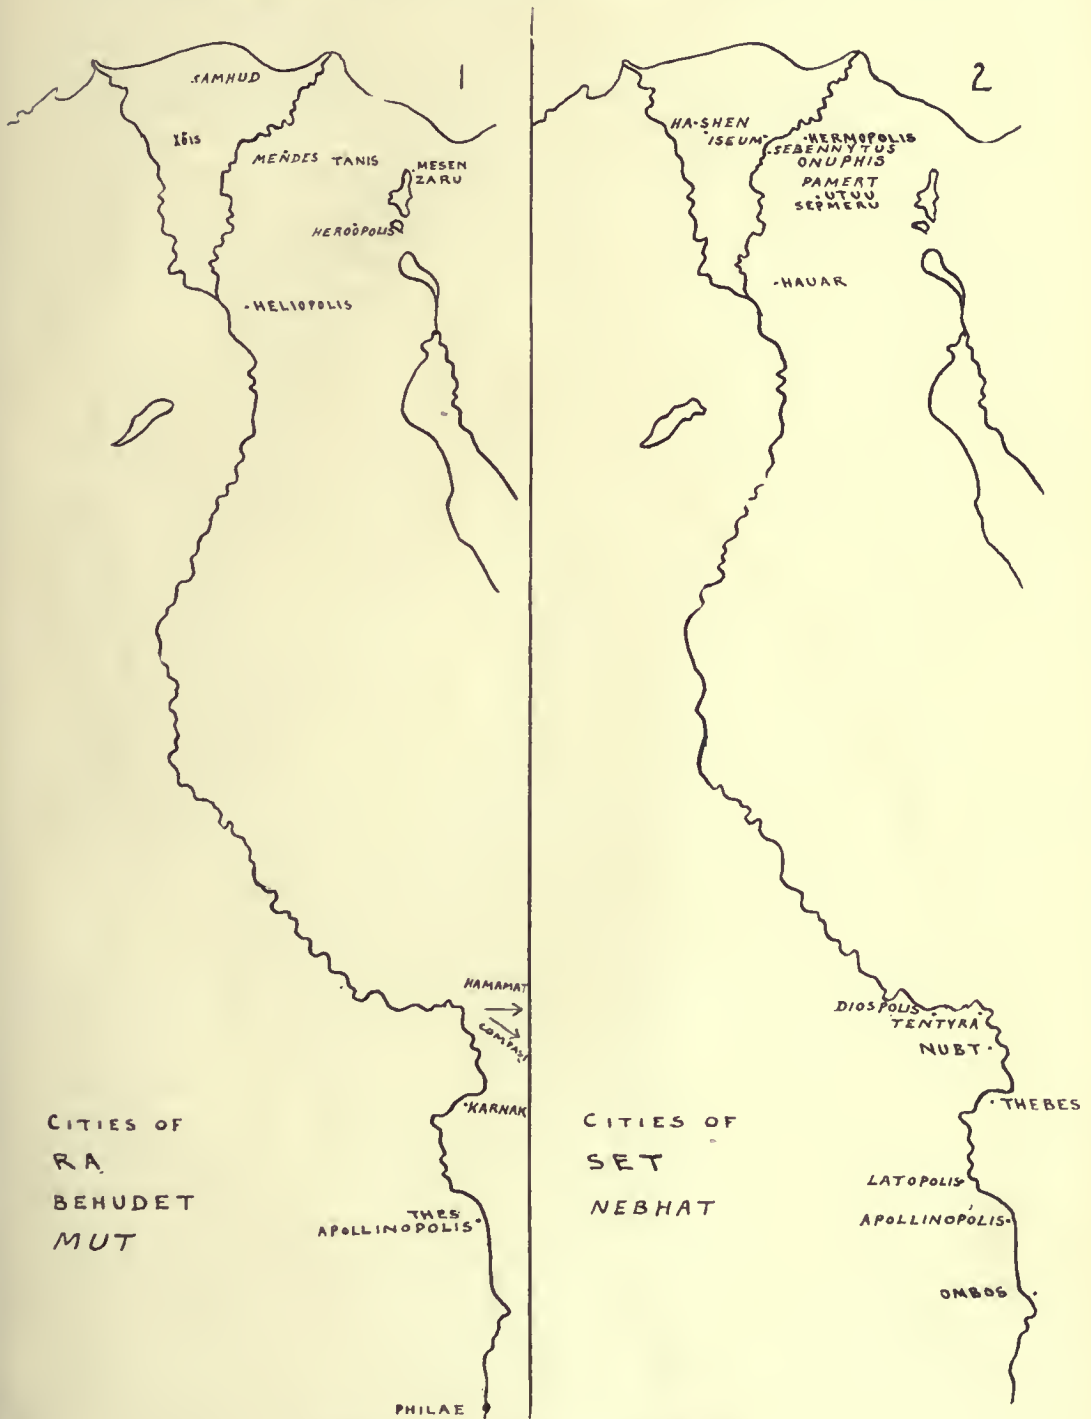 1
SAMHUD
XOIS
MENDES TANIS
MESEN
ZARU
HEROOPOLIS
HELIOPOLIS
HAMAMAT
COMPASI
KARNAK
CITIES OF
RA
BEHUDET
MUT
THES
APOLLINOPOLIS
PHILAE
2
HA-SHEN
"ISEUM"
HERMOPOLIS
SEBENNYTUS
ONUPHIS
PAMERT
UTUU
SEPMERU
HAUAR
DIOSPOLIS
TENTYRA
NUBT
THEBES
CITIES OF
SET
NEBHAT
LATOPOLIS
APOLLINOPOLIS
OMBOS